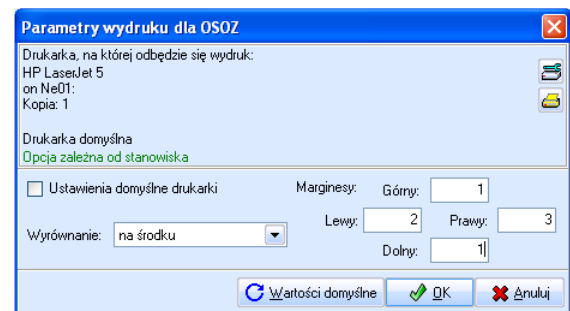 Parametry wydruku dla OSOZ
Drukarka, na której odbędzie się wydruk:
HP LaserJet 5
on Ne01:
Kopia: 1
Drukarka domyślna
Opcja zależna od stanowiska
Ustawienia domyślne drukarki
Marginesy: Górny: 1
Lewy: 2 Prawy: 3
Wyrównanie: na środku
Dolny: 1
Wartości domyślne OK Anuluj